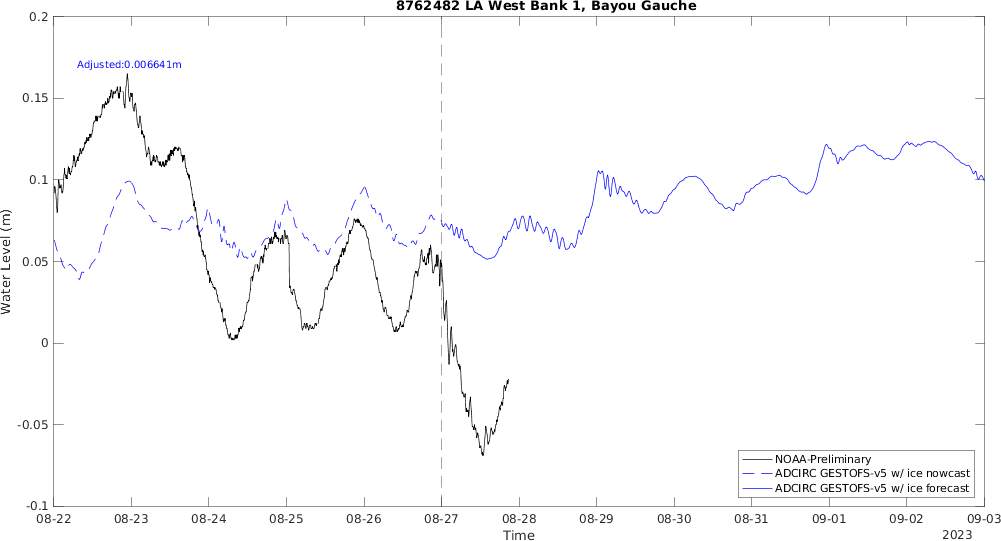 8762482 LA West Bank 1, Bayou Gauche
Adjusted:0.006641m
Water Level (m)
0.2
0.15
0.1
0.05
0
-0.05
-0.1
NOAA-Preliminary
ADCIRC GESTOFS-v5 w/ ice nowcast
ADCIRC GESTOFS-v5 w/ ice forecast
08-22 08-23 08-24 08-25 08-26 08-27 08-28 08-29 08-30 08-31 09-01 09-02 09-03
Time
2023